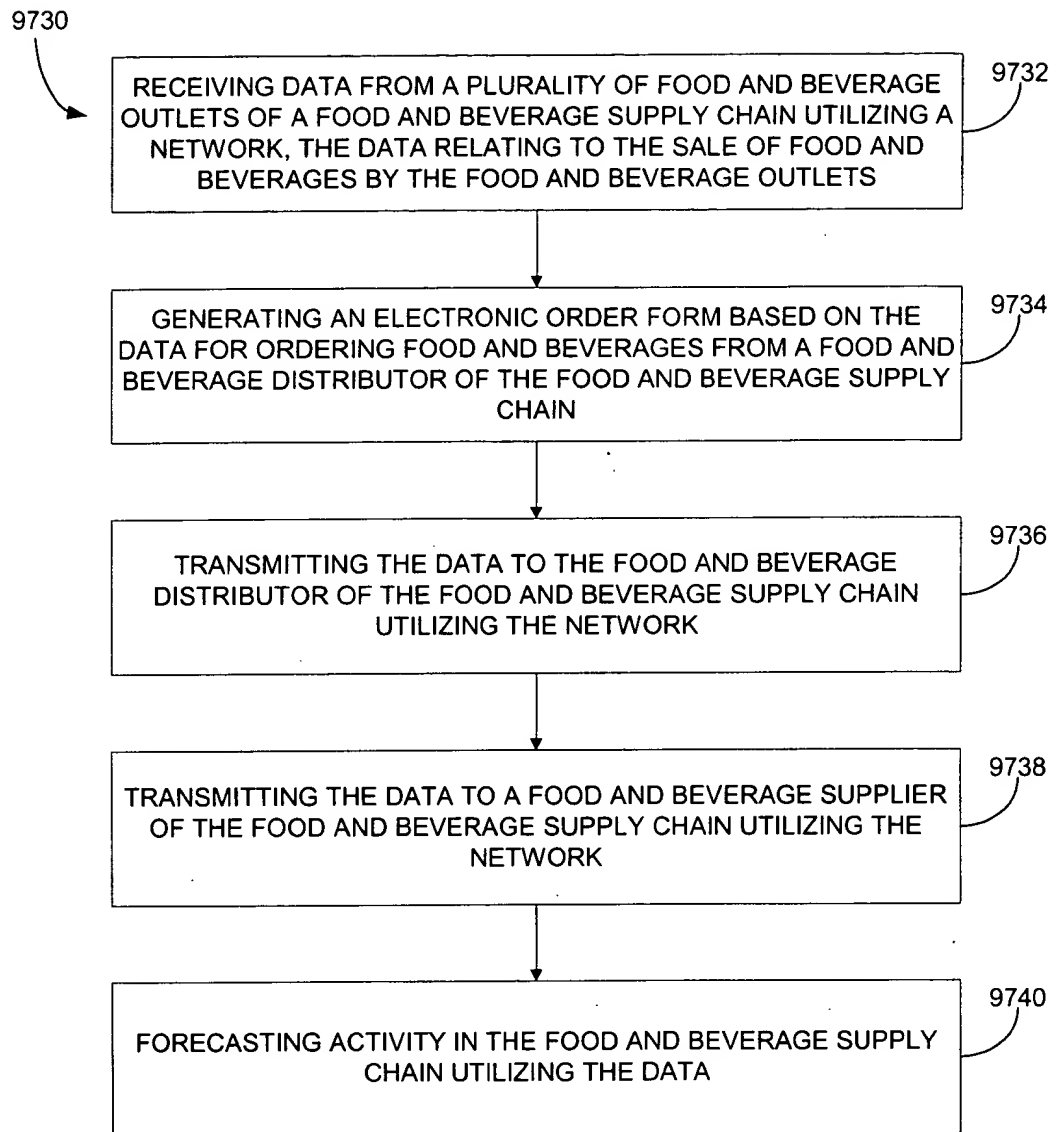 9730
9732
RECEIVING DATA FROM A PLURALITY OF FOOD AND BEVERAGE
OUTLETS OF A FOOD AND BEVERAGE SUPPLY CHAIN UTILIZING A
NETWORK, THE DATA RELATING TO THE SALE OF FOOD AND
BEVERAGES BY THE FOOD AND BEVERAGE OUTLETS
9734
GENERATING AN ELECTRONIC ORDER FORM BASED ON THE
DATA FOR ORDERING FOOD AND BEVERAGES FROM A FOOD AND
BEVERAGE DISTRIBUTOR OF THE FOOD AND BEVERAGE SUPPLY
CHAIN
9736
TRANSMITTING THE DATA TO THE FOOD AND BEVERAGE
DISTRIBUTOR OF THE FOOD AND BEVERAGE SUPPLY CHAIN
UTILIZING THE NETWORK
9738
TRANSMITTING THE DATA TO A FOOD AND BEVERAGE SUPPLIER
OF THE FOOD AND BEVERAGE SUPPLY CHAIN UTILIZING THE
NETWORK
9740
FORECASTING ACTIVITY IN THE FOOD AND BEVERAGE SUPPLY
CHAIN UTILIZING THE DATA